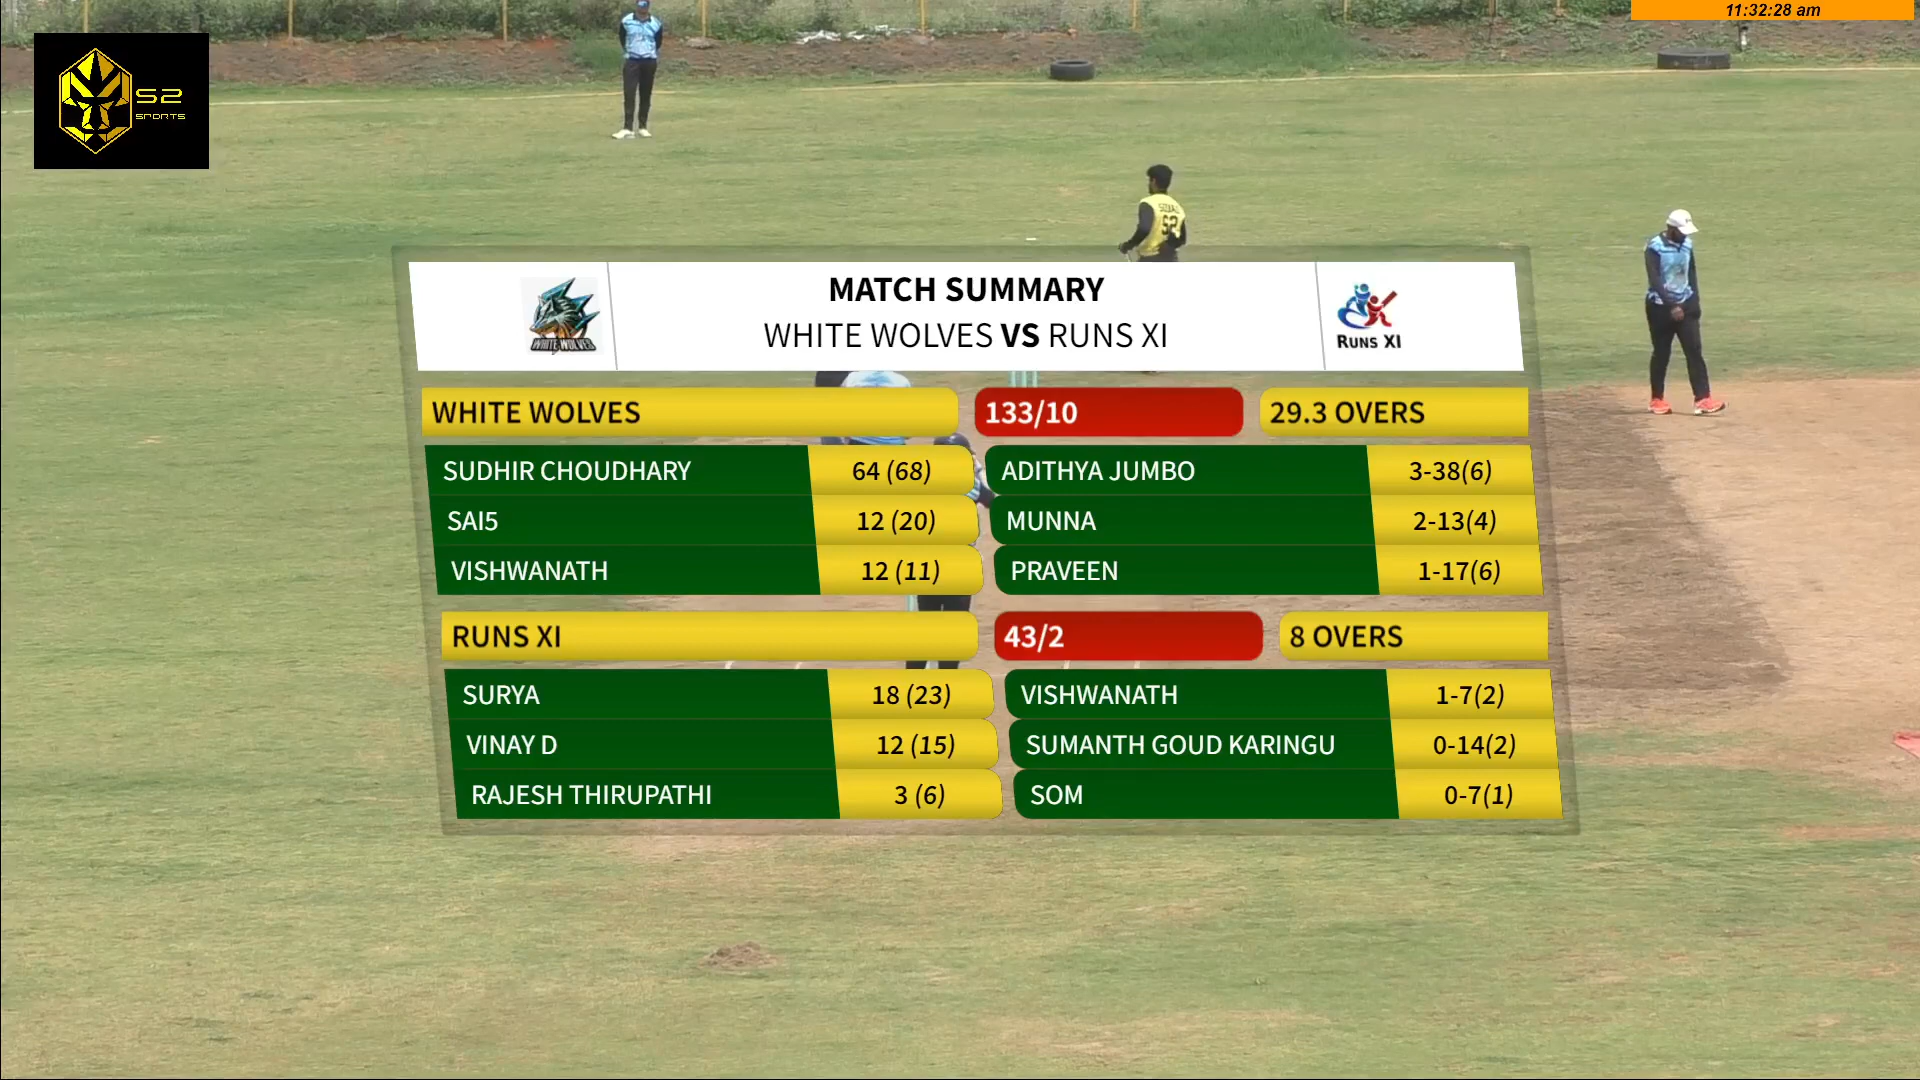 11:32:28 am
S2
SPORTS
MATCH SUMMARY
WHITE WOLVES VS RUNS XI
WHITE WOLVES
RUNS XI
WHITE WOLVES 133/10 29.3 OVERS
SUDHIR CHOUDHARY 64 (68) ADITHYA JUMBO 3-38(6)
SAI5 12 (20) MUNNA 2-13(4)
VISHWANATH 12 (11) PRAVEEN 1-17(6)
RUNS XI 43/2 8 OVERS
SURYA 18 (23) VISHWANATH 1-7(2)
VINAY D 12 (15) SUMANTH GOUD KARINGU 0-14(2)
RAJESH THIRUPATHI 3 (6) SOM 0-7(1)